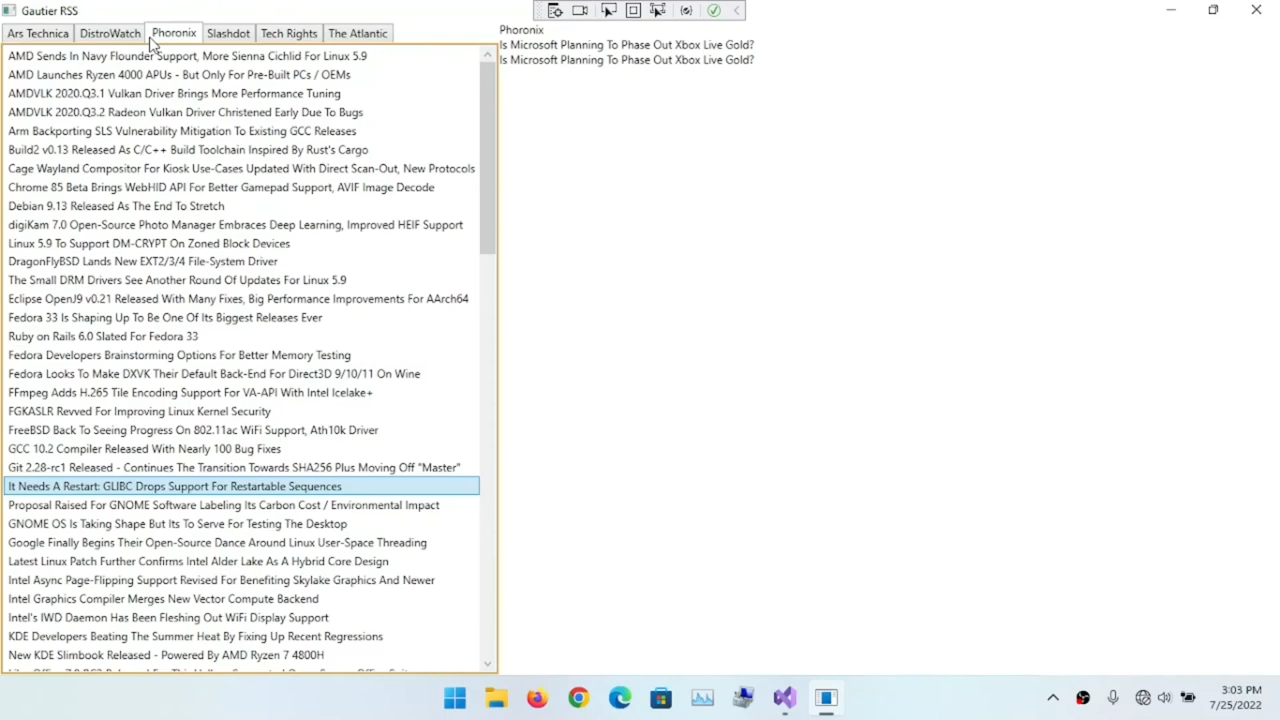 Gautier RSS
Ars Technica
DistroWatch
Phoronix
Slashdot
Tech Rights
The Atlantic
AMD Sends In Navy Flounder Support, More Sienna Cichlid For Linux 5.9
AMD Launches Ryzen 4000 APUs - But Only For Pre-Built PCs / OEMs
AMDVLK 2020.Q3.1 Vulkan Driver Brings More Performance Tuning
AMDVLK 2020.Q3.2 Radeon Vulkan Driver Christened Early Due To Bugs
Arm Backporting SLS Vulnerability Mitigation To Existing GCC Releases
Build2 v0.13 Released As C/C++ Build Toolchain Inspired By Rust's Cargo
Cage Wayland Compositor For Kiosk Use-Cases Updated With Direct Scan-Out, New Protocols
Chrome 85 Beta Brings WebHID API For Better Gamepad Support, AVIF Image Decode
Debian 9.13 Released As The End To Stretch
digiKam 7.0 Open-Source Photo Manager Embraces Deep Learning, Improved HEIF Support
Linux 5.9 To Support DM-CRYPT On Zoned Block Devices
DragonFlyBSD Lands New EXT2/3/4 File-System Driver
The Small DRM Drivers See Another Round Of Updates For Linux 5.9
Eclipse OpenJ9 v0.21 Released With Many Fixes, Big Performance Improvements For AArch64
Fedora 33 Is Shaping Up To Be One Of Its Biggest Releases Ever
Ruby on Rails 6.0 Slated For Fedora 33
Fedora Developers Brainstorming Options For Better Memory Testing
Fedora Looks To Make DXVK Their Default Back-End For Direct3D 9/10/11 On Wine
FFmpeg Adds H.265 Tile Encoding Support For VA-API With Intel Icelake+
FGKASLR Revved For Improving Linux Kernel Security
FreeBSD Back To Seeing Progress On 802.11ac WiFi Support, Ath10k Driver
GCC 10.2 Compiler Released With Nearly 100 Bug Fixes
Git 2.28-rc1 Released - Continues The Transition Towards SHA256 Plus Moving Off "Master"
It Needs A Restart: GLIBC Drops Support For Restartable Sequences
Proposal Raised For GNOME Software Labeling Its Carbon Cost / Environmental Impact
GNOME OS Is Taking Shape But Its To Serve For Testing The Desktop
Google Finally Begins Their Open-Source Dance Around Linux User-Space Threading
Latest Linux Patch Further Confirms Intel Alder Lake As A Hybrid Core Design
Intel Async Page-Flipping Support Revised For Benefiting Skylake Graphics And Newer
Intel Graphics Compiler Merges New Vector Compute Backend
Intel's IWD Daemon Has Been Fleshing Out WiFi Display Support
KDE Developers Beating The Summer Heat By Fixing Up Recent Regressions
New KDE Slimbook Released - Powered By AMD Ryzen 7 4800H
Phoronix
Is Microsoft Planning To Phase Out Xbox Live Gold?
Is Microsoft Planning To Phase Out Xbox Live Gold?
3:03 PM
7/25/2022